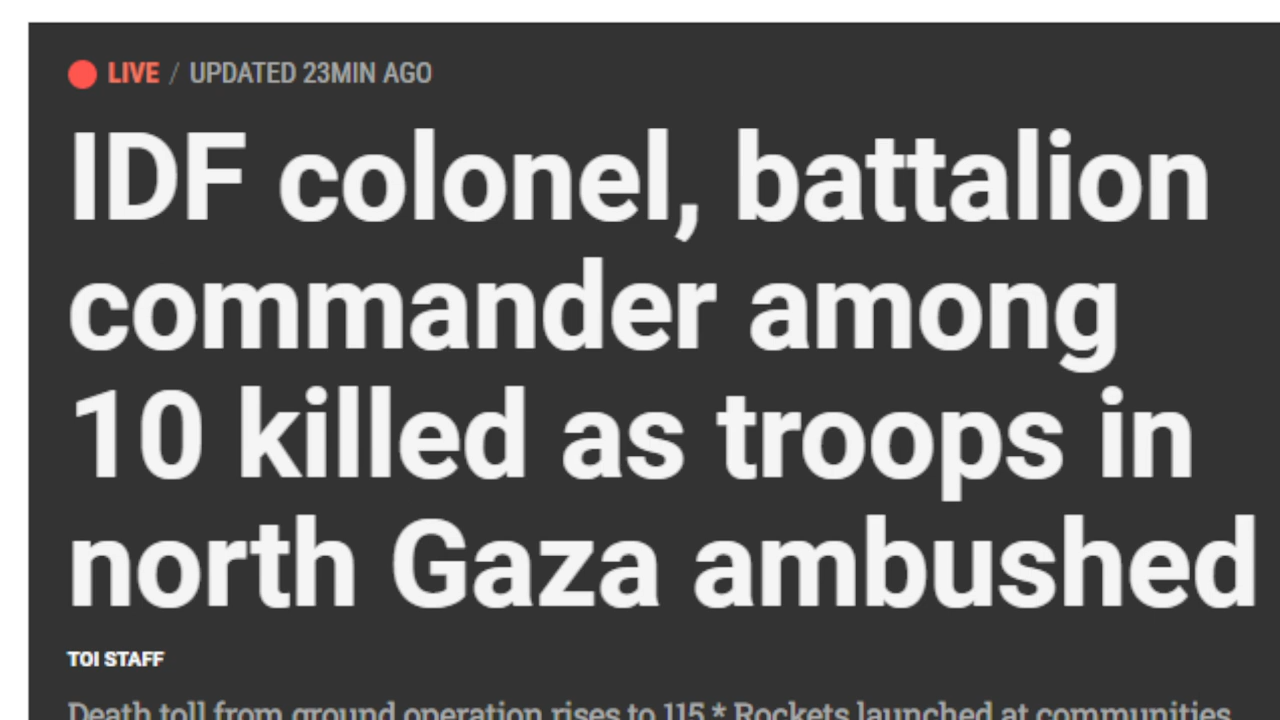 LIVE / UPDATED 23MIN AGO
IDF colonel, battalion
commander among
10 killed as troops in
north Gaza ambushed
TOI STAFF
Death toll from ground operation rises to 115 * Rockets launched at communities